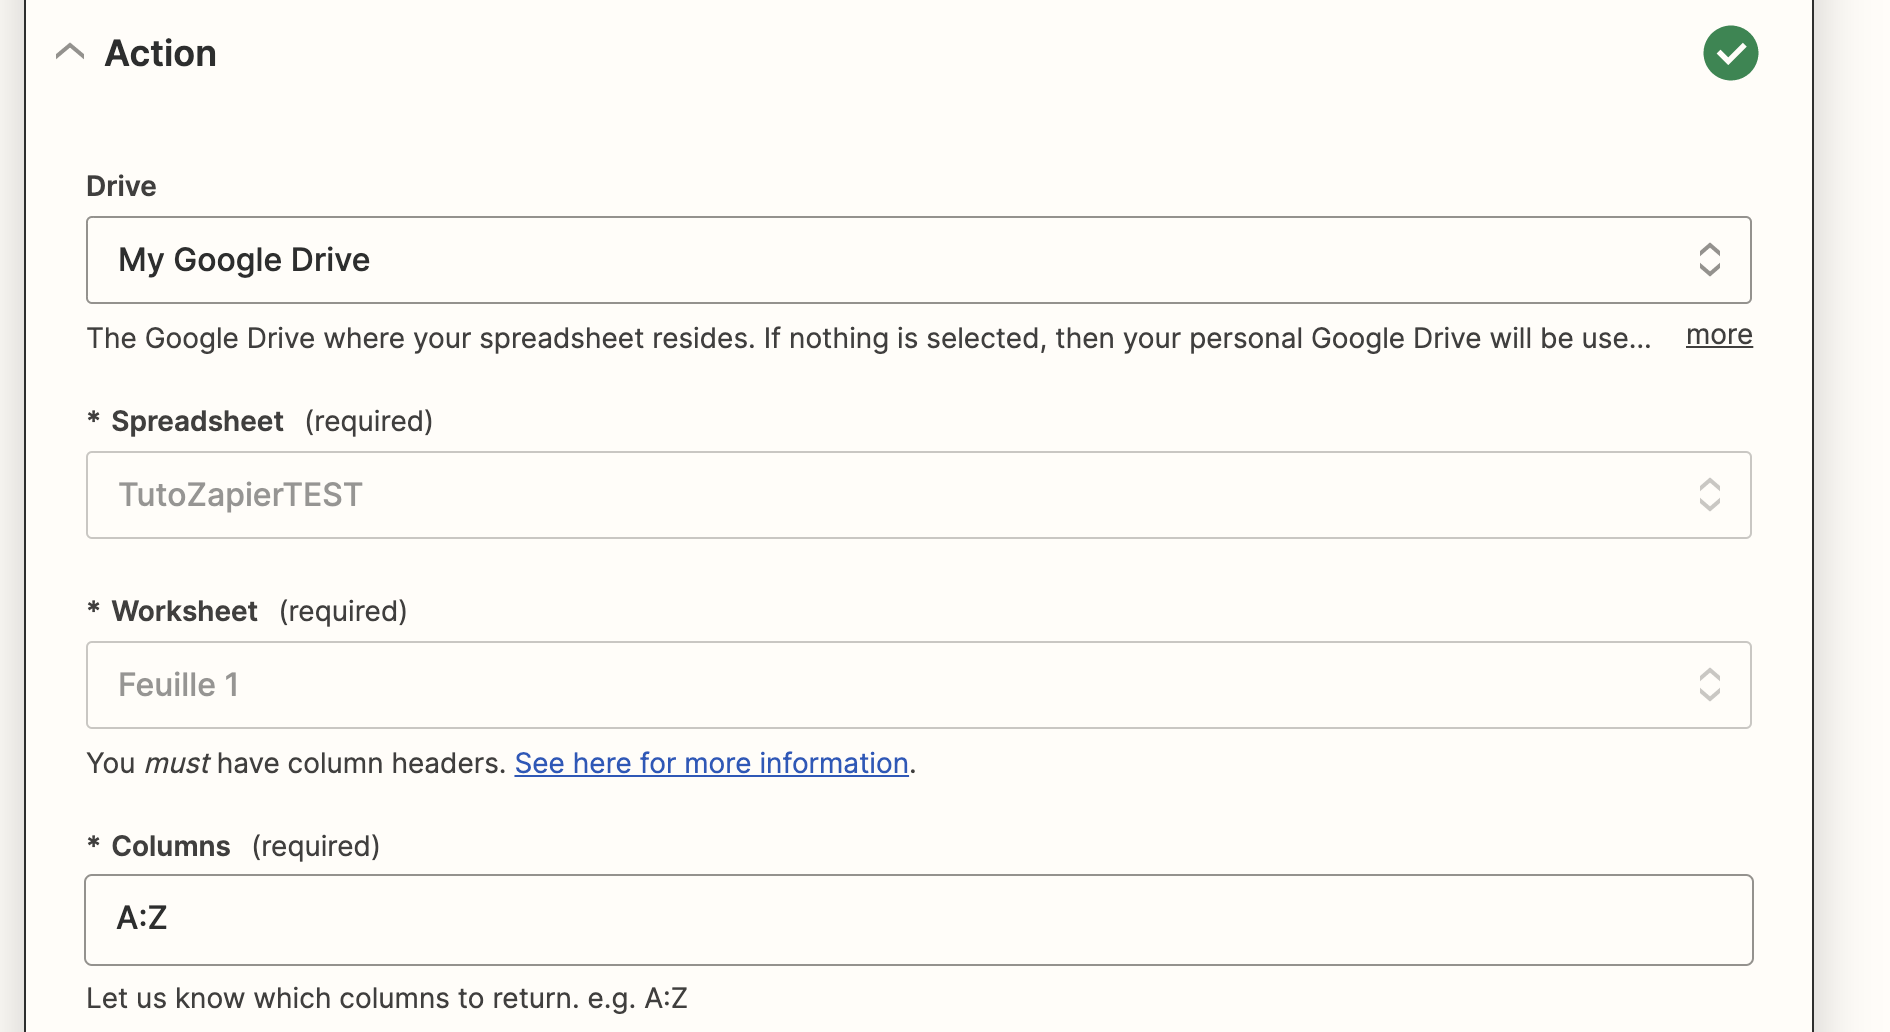 Action
Drive
My Google Drive
The Google Drive where your spreadsheet resides. If nothing is selected, then your personal Google Drive will be use... more
* Spreadsheet (required)
TutoZapierTEST
* Worksheet (required)
Feuille 1
You must have column headers. See here for more information.
* Columns (required)
A:Z
Let us know which columns to return. e.g. A:Z